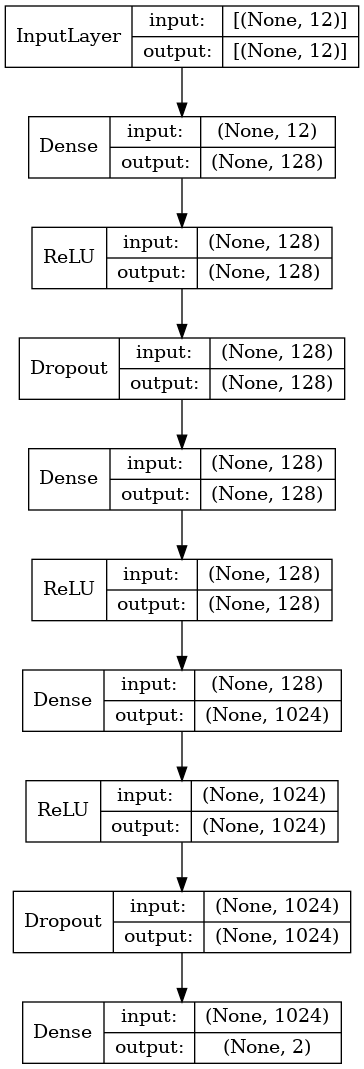 InputLayer input: [(None, 12)]
output: [(None, 12)]
Dense input: (None, 12)
output: (None, 128)
ReLU input: (None, 128)
output: (None, 128)
Dropout input: (None, 128)
output: (None, 128)
Dense input: (None, 128)
output: (None, 128)
ReLU input: (None, 128)
output: (None, 128)
Dense input: (None, 128)
output: (None, 1024)
ReLU input: (None, 1024)
output: (None, 1024)
Dropout input: (None, 1024)
output: (None, 1024)
Dense input: (None, 1024)
output: (None, 2)